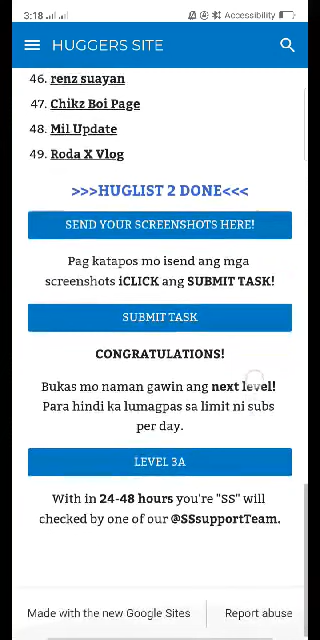 3:18 Accessibility
HUGGERS SITE
46. renz suayan
47. Chikz Boi Page
48. Mil Update
49. Roda X Vlog
>>>HUGLIST 2 DONE<<<
SEND YOUR SCREENSHOTS HERE!
Pag katapos mo isend ang mga
screenshots iCLICK ang SUBMIT TASK!
SUBMIT TASK
CONGRATULATIONS!
Bukas mo naman gawin ang next level!
Para hindi ka lumagpas sa limit ni subs
per day.
LEVEL 3A
With in 24-48 hours you're "SS" will
checked by one of our @SSsupportTeam.
Made with the new Google Sites
Report abuse